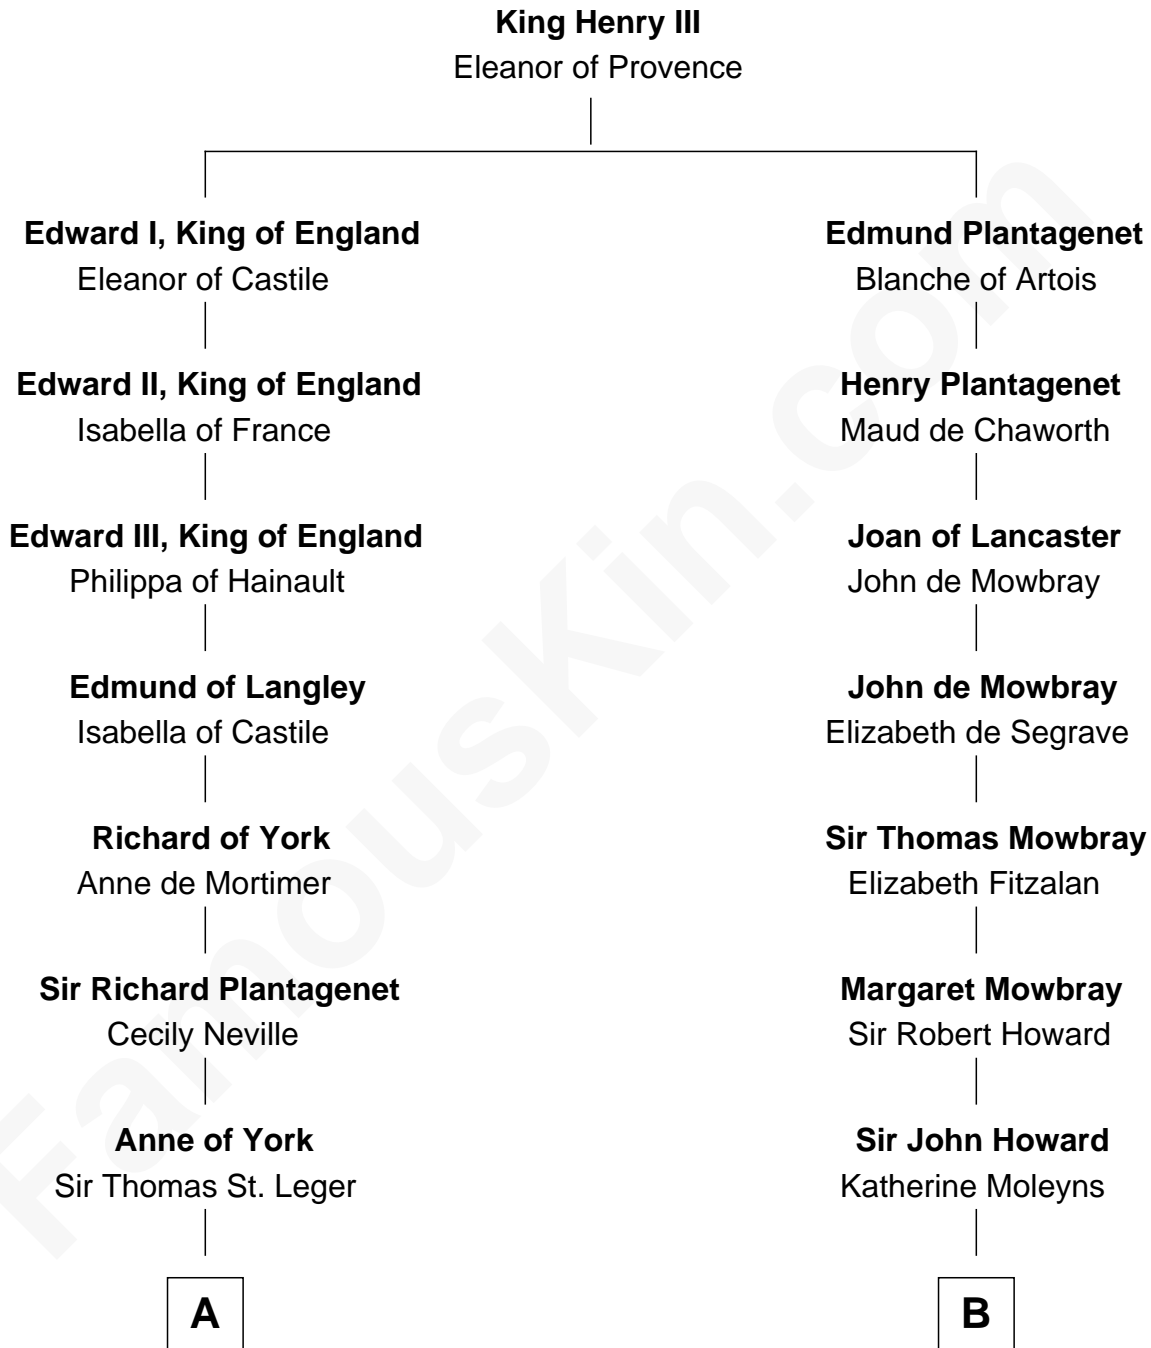 King Henry III
Eleanor of Provence
Edward I, King of England
Eleanor of Castile
Edmund Plantagenet
Blanche of Artois
Edward II, King of England
Isabella of France
Henry Plantagenet
Maud de Chaworth
Edward III, King of England
Philippa of Hainault
Joan of Lancaster
John de Mowbray
Edmund of Langley
Isabella of Castile
John de Mowbray
Elizabeth de Segrave
Richard of York
Anne de Mortimer
Sir Thomas Mowbray
Elizabeth Fitzalan
Sir Richard Plantagenet
Cecily Neville
Margaret Mowbray
Sir Robert Howard
Anne of York
Sir Thomas St. Leger
Sir John Howard
Katherine Moleyns
A
B
FamousKin.com